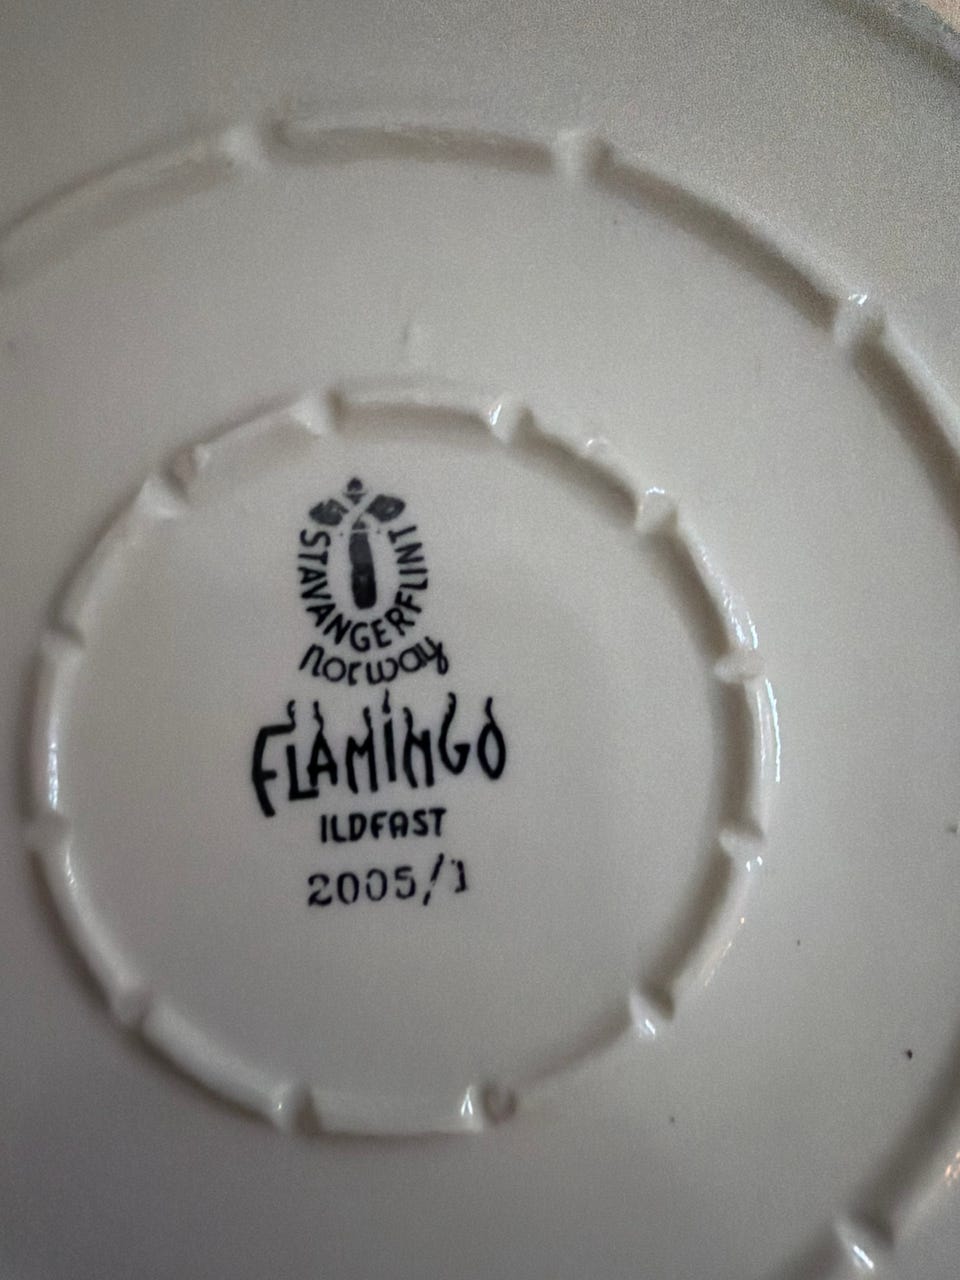 STAVANGERFLINT
norway
FLAMINGO
ILDFAST
2005/1